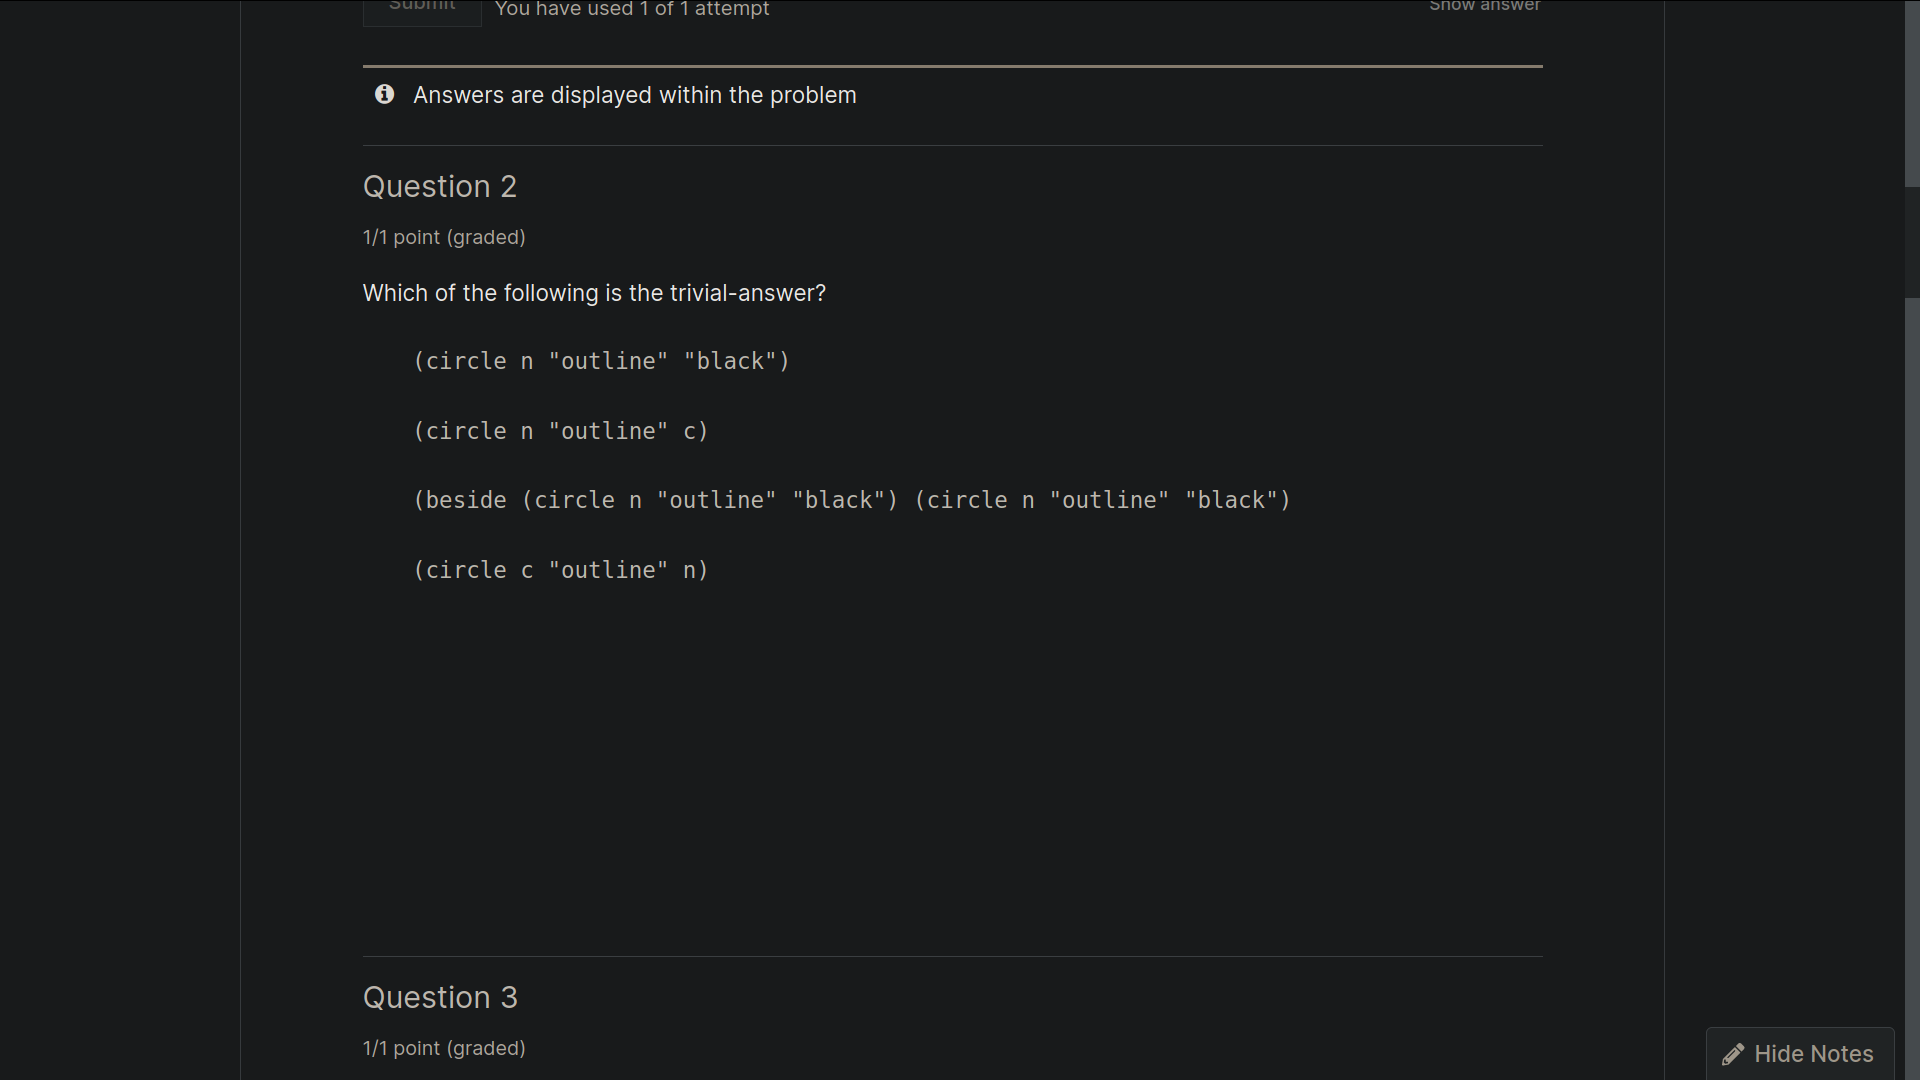 Submit You have used 1 of 1 attempt Show answer
Answers are displayed within the problem
Question 2
1/1 point (graded)
Which of the following is the trivial-answer?
(circle n "outline" "black")
(circle n "outline" c)
(beside (circle n "outline" "black") (circle n "outline" "black")
(circle c "outline" n)
Question 3
1/1 point (graded)
Hide Notes